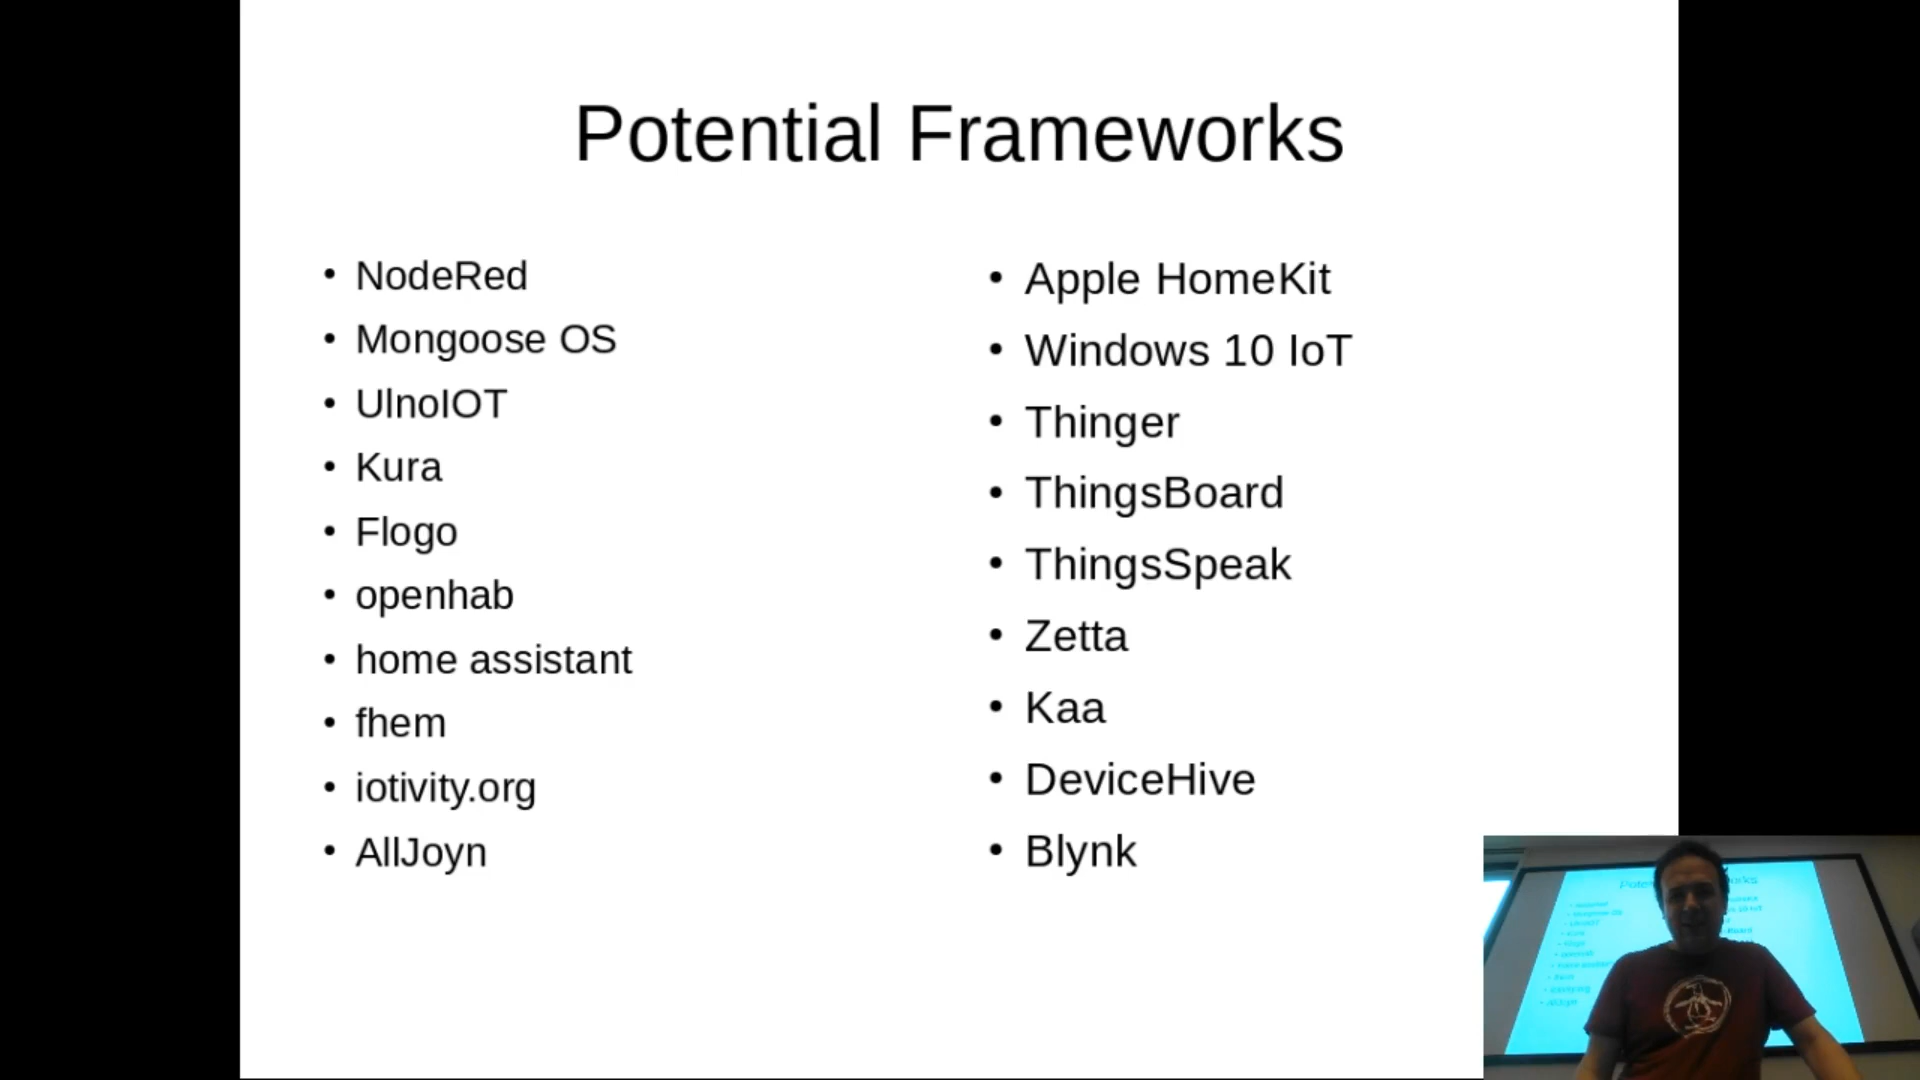 Potential Frameworks
• NodeRed
• Mongoose OS
• UlnoIOT
• Kura
• Flogo
• openhab
• home assistant
• fhem
• iotivity.org
• AllJoyn
• Apple HomeKit
• Windows 10 IoT
• Thinger
• ThingsBoard
• ThingsSpeak
• Zetta
• Kaa
• DeviceHive
• Blynk